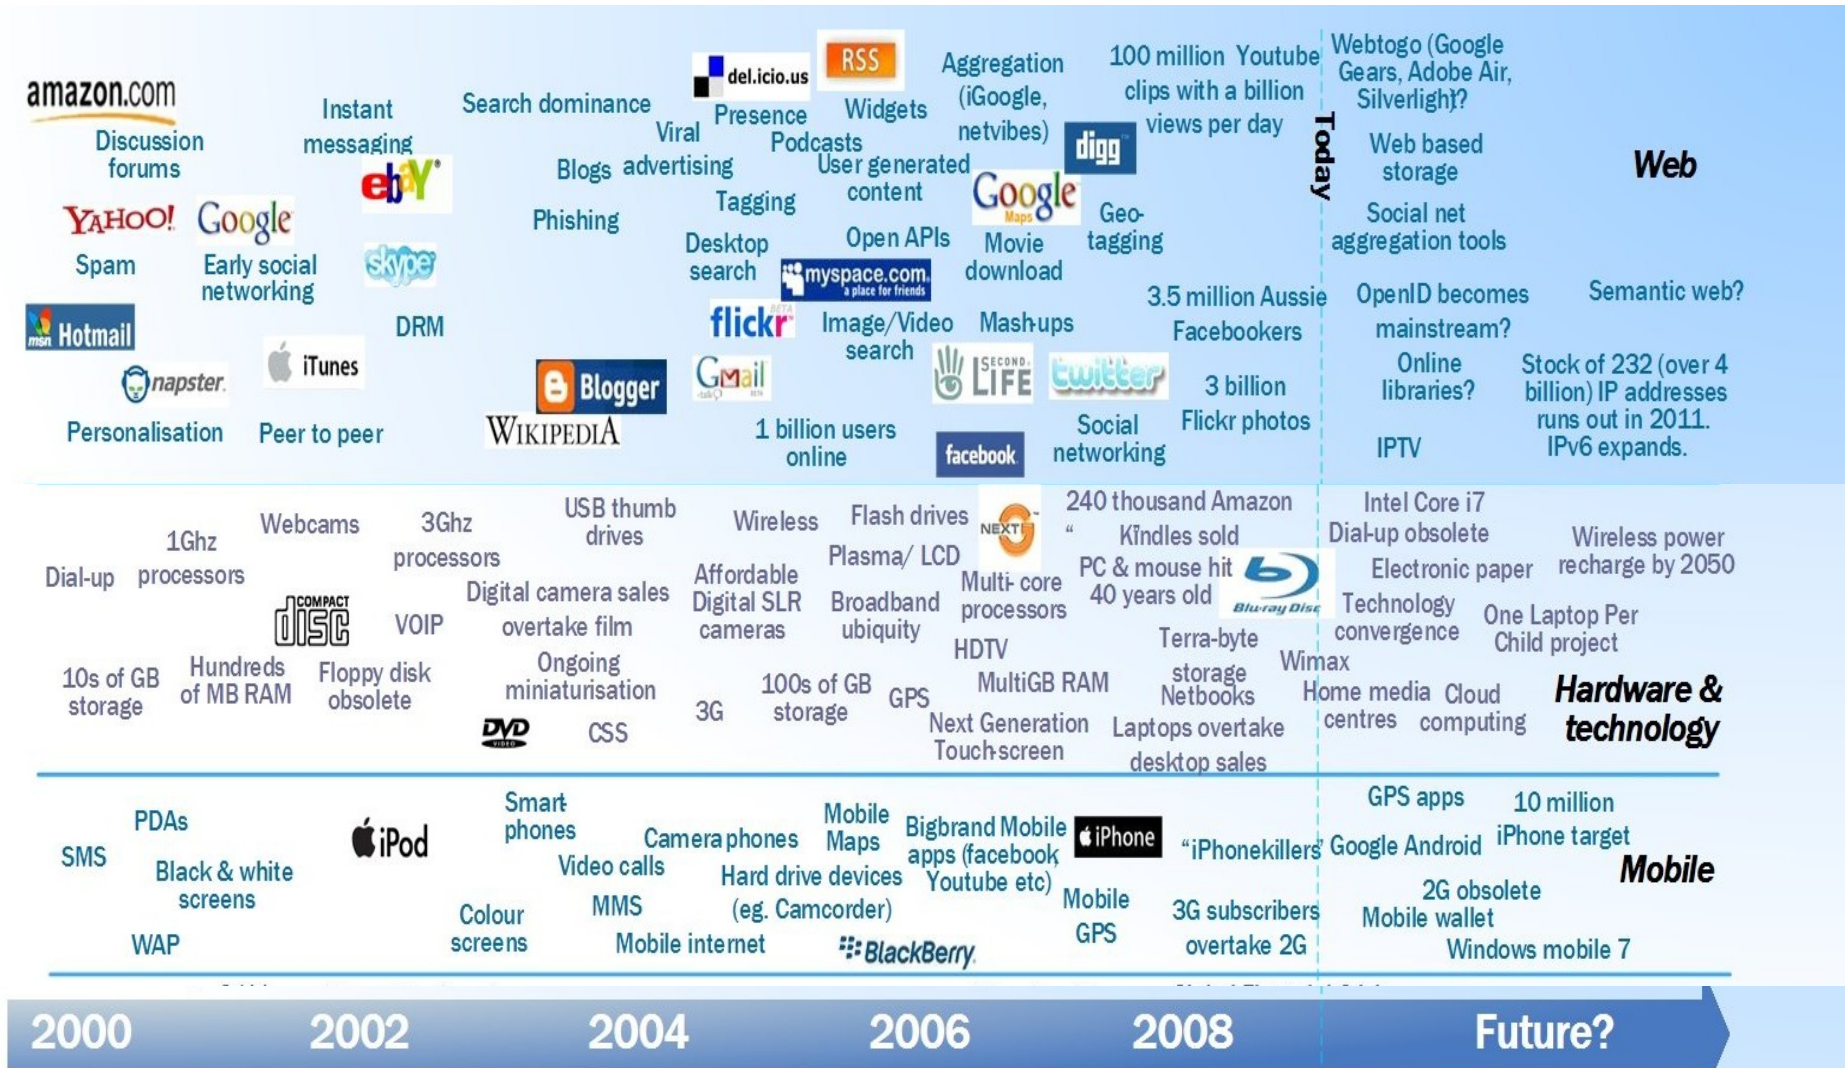 amazon.com
Discussion
forums
YAHOO!
Google
Spam
Early social
networking
msn Hotmail
napster.
iTunes
Personalisation
Peer to peer
Instant
messaging
ebaY
skype
DRM
Search dominance
Blogs
Viral
advertising
Phishing
Blogger
WIKIPEDIA
del.icio.us
Presence
Podcasts
Tagging
Desktop
search
flickr BETA
GMail
BETA
RSS
Widgets
User generated
content
Open APIs
myspace.com.
a place for friends
Image/Video
search
1 billion users
online
Aggregation
(iGoogle,
netvibes)
Google
Maps
Movie
download
Mash-ups
SECOND
LIFE
facebook
100 million Youtube
clips with a billion
views per day
digg
Geo-
tagging
3.5 million Aussie
Facebookers
twitter
3 billion
Flickr photos
Social
networking
Today
Webtogo (Google
Gears, Adobe Air,
Silverlight)?
Web based
storage
Social net
aggregation tools
OpenID becomes
mainstream?
Online
libraries?
IPTV
Web
Semantic web?
Stock of 232 (over 4
billion) IP addresses
runs out in 2011.
IPv6 expands.
Dial-up
1Ghz
processors
Webcams
COMPACT
disc
10s of GB
storage
Hundreds
of MB RAM
Floppy disk
obsolete
3Ghz
processors
VOIP
USB thumb
drives
Digital camera sales
overtake film
Ongoing
miniaturisation
DVD
VIDEO
CSS
Wireless
Affordable
Digital SLR
cameras
3G
100s of GB
storage
Flash drives
Plasma/ LCD
Broadband
ubiquity
GPS
NEXT G
Multi- core
processors
HDTV
MultiGB RAM
Next Generation
Touch-screen
240 thousand Amazon
“ Kindles sold
PC & mouse hit
40 years old
Blu-ray Disc
Terra-byte
storage
Netbooks
Laptops overtake
desktop sales
Wimax
Intel Core i7
Dial-up obsolete
Electronic paper
Technology
convergence
Home media
centres
Cloud
computing
Wireless power
recharge by 2050
One Laptop Per
Child project
Hardware &
technology
SMS
PDAs
Black & white
screens
WAP
iPod
Smart
phones
Video calls
Colour
screens
MMS
Mobile internet
Camera phones
Mobile
Maps
Hard drive devices
(eg. Camcorder)
BlackBerry
Bigbrand Mobile
apps (facebook,
Youtube etc)
iPhone
Mobile
GPS
“iPhonekillers”
3G subscribers
overtake 2G
GPS apps
Google Android
10 million
iPhone target
2G obsolete
Mobile wallet
Windows mobile 7
Mobile
2000
2002
2004
2006
2008
Future?